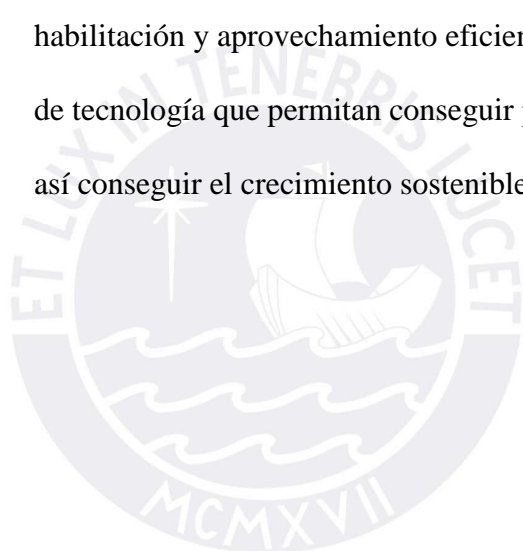 habilitación y aprovechamiento eficien
de tecnología que permitan conseguir
así conseguir el crecimiento sostenible
ET LUX IN TENEBRIS LUCET
MCMXVII